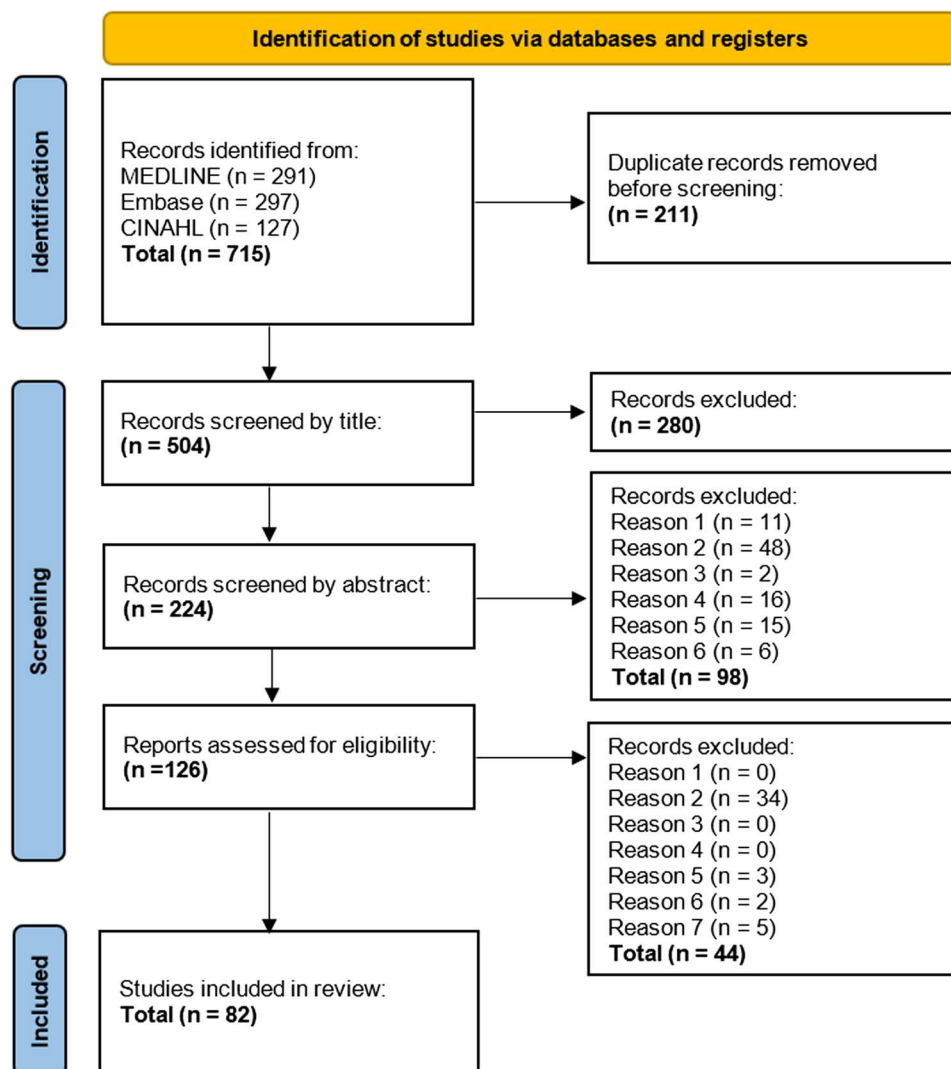 Identification of studies via databases and registers
Identification
Records identified from:
MEDLINE (n = 291)
Embase (n = 297)
CINAHL (n = 127)
Total (n = 715)
Duplicate records removed
before screening:
(n = 211)
Screening
Records screened by title:
(n = 504)
Records excluded:
(n = 280)
Records screened by abstract:
(n = 224)
Records excluded:
Reason 1 (n = 11)
Reason 2 (n = 48)
Reason 3 (n = 2)
Reason 4 (n = 16)
Reason 5 (n = 15)
Reason 6 (n = 6)
Total (n = 98)
Reports assessed for eligibility:
(n =126)
Records excluded:
Reason 1 (n = 0)
Reason 2 (n = 34)
Reason 3 (n = 0)
Reason 4 (n = 0)
Reason 5 (n = 3)
Reason 6 (n = 2)
Reason 7 (n = 5)
Total (n = 44)
Included
Studies included in review:
Total (n = 82)